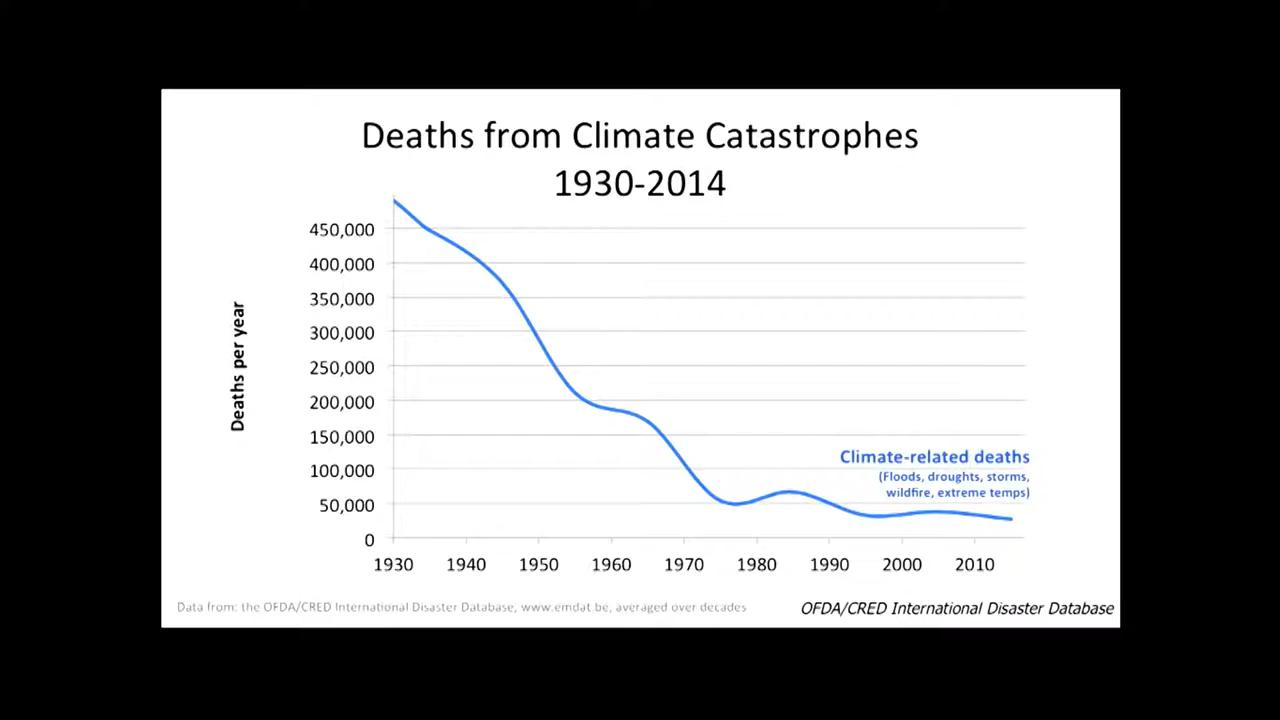 Deaths from Climate Catastrophes
1930-2014
450,000
400,000
350,000
300,000
250,000
200,000
150,000
100,000
50,000
0
Deaths per year
Climate-related deaths
(Floods, droughts, storms,
wildfire, extreme temps)
1930 1940 1950 1960 1970 1980 1990 2000 2010
Data from: the OFDA/CRED International Disaster Database, www.emdat.be, averaged over decades
OFDA/CRED International Disaster Database